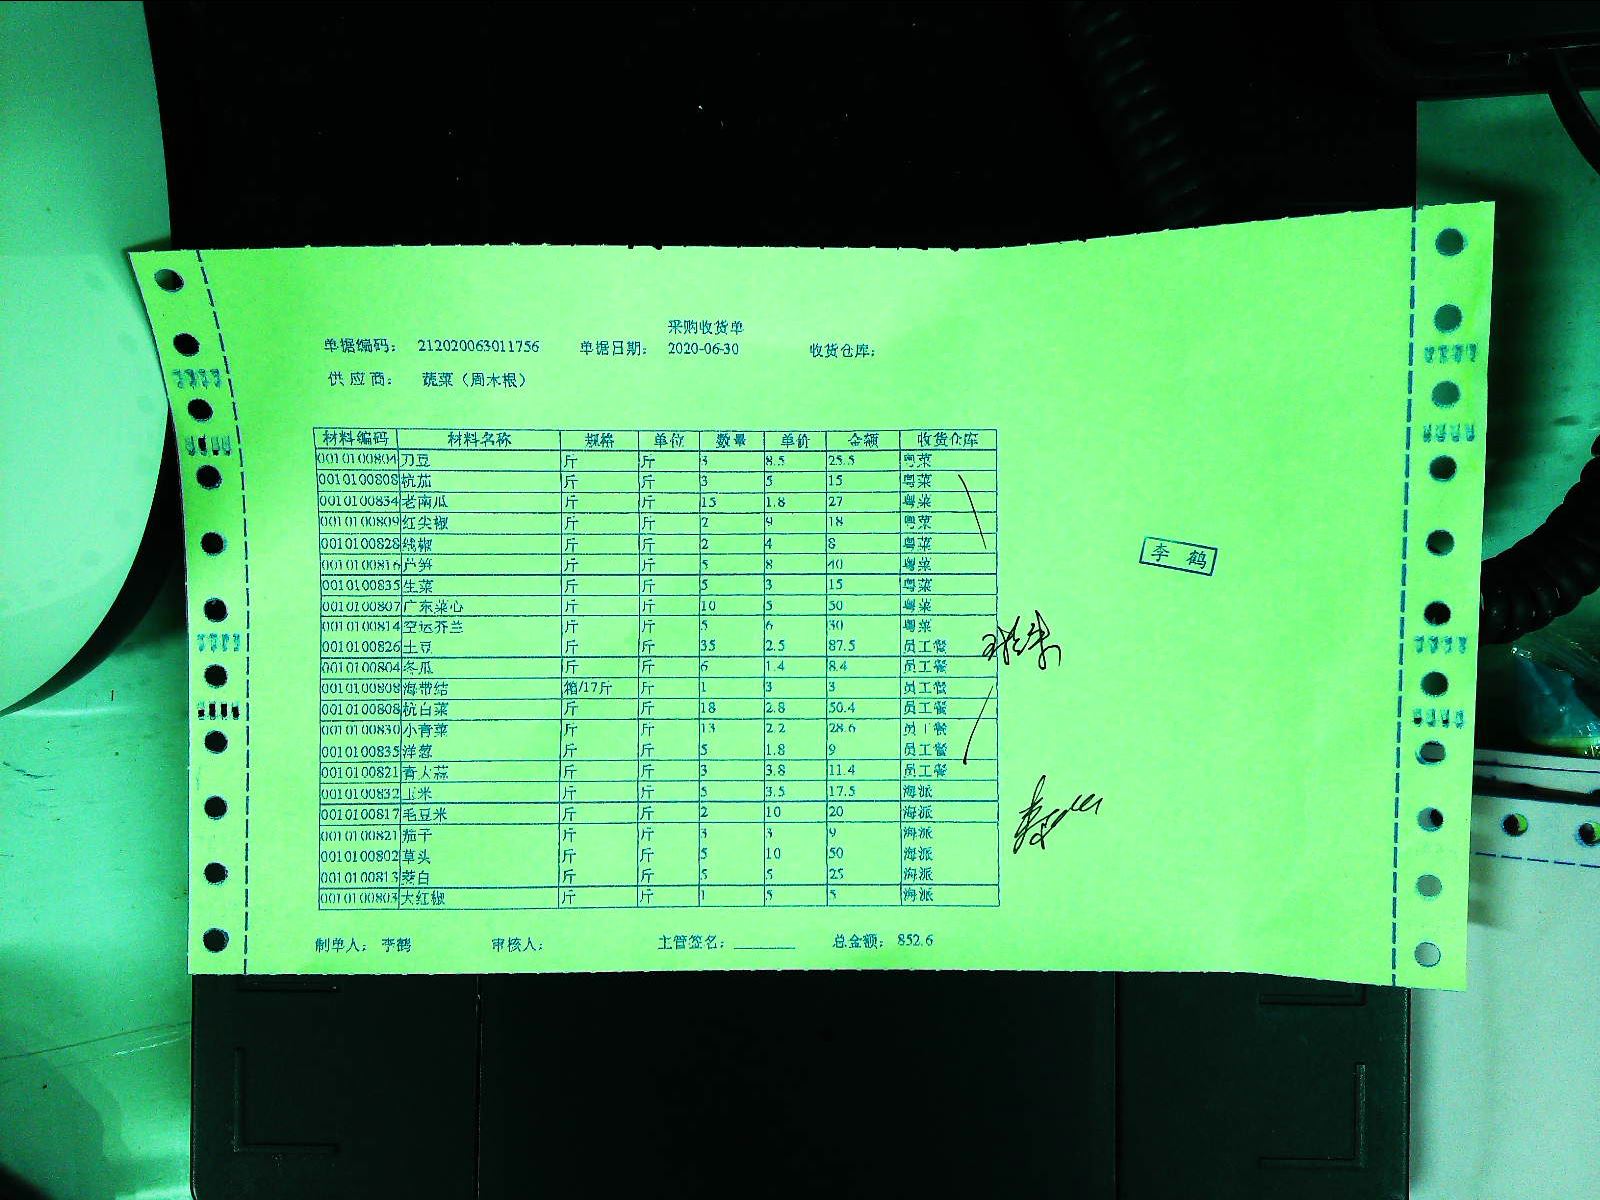 采购收货单
单据编码： 212020063011756 单据日期： 2020-06-30 收货仓库：
供应商： 蔬菜（周木根）
材料编码 材料名称 规格 单位 数量 单价 金额 收货仓库
0010100804 刀豆 斤 斤 3 8.5 25.5 粤菜
0010100808 杭茄 斤 斤 3 5 15 粤菜
0010100834 老南瓜 斤 斤 15 1.8 27 粤菜
0010100809 红尖椒 斤 斤 2 9 18 粤菜
0010100828 线椒 斤 斤 2 4 8 粤菜
0010100816 芦笋 斤 斤 5 8 40 粤菜
0010100835 生菜 斤 斤 5 3 15 粤菜
0010100807 广东菜心 斤 斤 10 5 50 粤菜
0010100814 空运芥兰 斤 斤 5 6 30 粤菜
0010100826 土豆 斤 斤 35 2.5 87.5 员工餐
0010100804 冬瓜 斤 斤 6 1.4 8.4 员工餐
0010100808 海带结 箱/17斤 斤 1 3 3 员工餐
0010100808 杭白菜 斤 斤 18 2.8 50.4 员工餐
0010100830 小青菜 斤 斤 13 2.2 28.6 员工餐
0010100835 洋葱 斤 斤 5 1.8 9 员工餐
0010100821 青大蒜 斤 斤 3 3.8 11.4 员工餐
0010100832 玉米 斤 斤 5 3.5 17.5 海派
0010100817 毛豆米 斤 斤 2 10 20 海派
0010100821 茄子 斤 斤 3 3 9 海派
0010100802 草头 斤 斤 5 10 50 海派
0010100813 茭白 斤 斤 5 5 25 海派
0010100803 大红椒 斤 斤 1 5 5 海派
李鹤
制单人： 李鹤 审核人： 主管签名：________ 总金额： 852.6